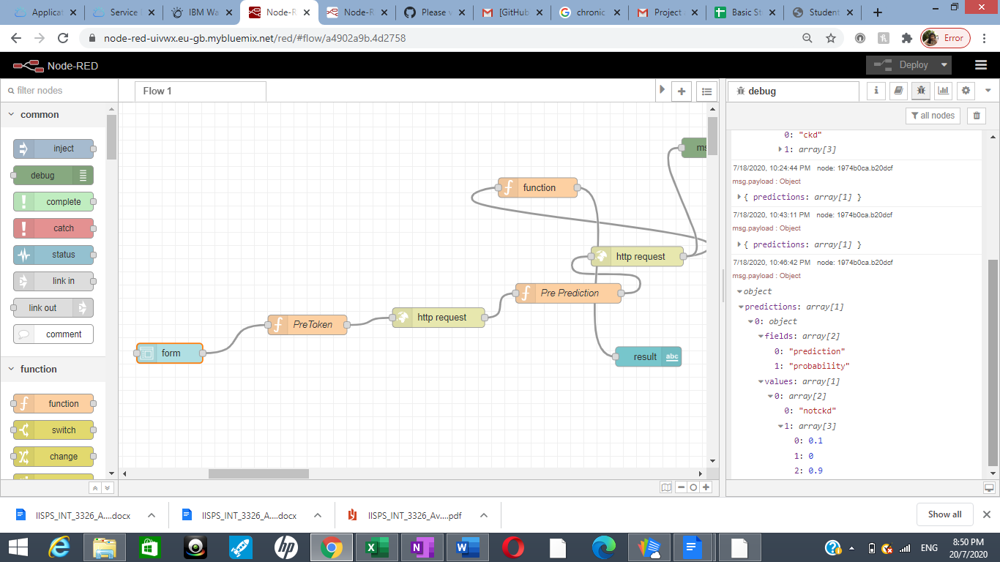 Applicat
Service
IBM Wa
Node-R
Node-R
Please v
[GitHub
chronic
Project
Basic St
Student
node-red-uivwx.eu-gb.mybluemix.net/red/#flow/a4902a9b.4d2758
Error
Node-RED
Deploy
filter nodes
Flow 1
debug
i
all nodes
common
inject
debug
complete
catch
status
link in
link out
comment
function
function
switch
change
form
PreToken
http request
Pre Prediction
http request
function
ms
result
abc
0: "ckd"
1: array[3]
7/18/2020, 10:24:44 PM node: 1974b0ca.b20dcf
msg.payload : Object
{ predictions: array[1] }
7/18/2020, 10:43:11 PM node: 1974b0ca.b20dcf
msg.payload : Object
{ predictions: array[1] }
7/18/2020, 10:46:42 PM node: 1974b0ca.b20dcf
msg.payload : Object
object
predictions: array[1]
0: object
fields: array[2]
0: "prediction"
1: "probability"
values: array[1]
0: array[2]
0: "notckd"
1: array[3]
0: 0.1
1: 0
2: 0.9
IISPS_INT_3326_A....docx
IISPS_INT_3326_A....docx
IISPS_INT_3326_Av....pdf
Show all
ENG
8:50 PM
20/7/2020